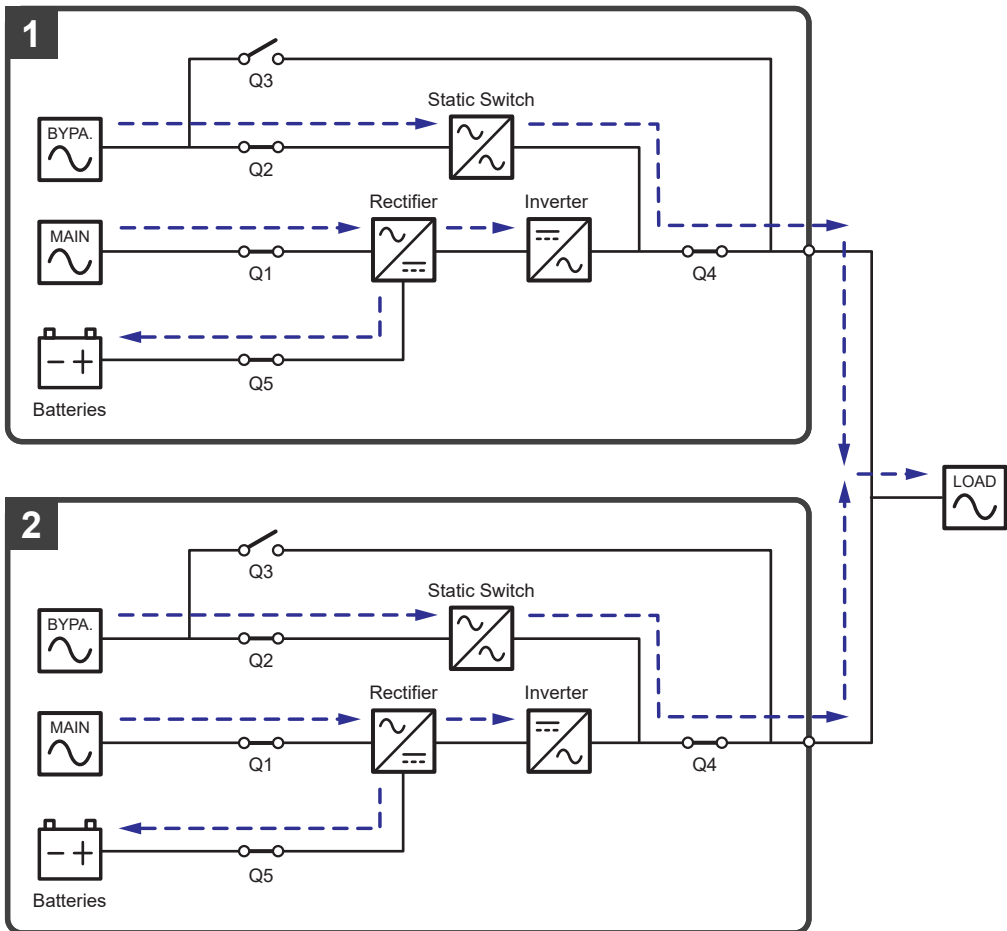 1
Q3
Static Switch
BYPA.
Q2
Rectifier
Inverter
MAIN
Q1
Q4
Q5
Batteries
LOAD
2
Q3
Static Switch
BYPA.
Q2
Rectifier
Inverter
MAIN
Q1
Q4
Q5
Batteries